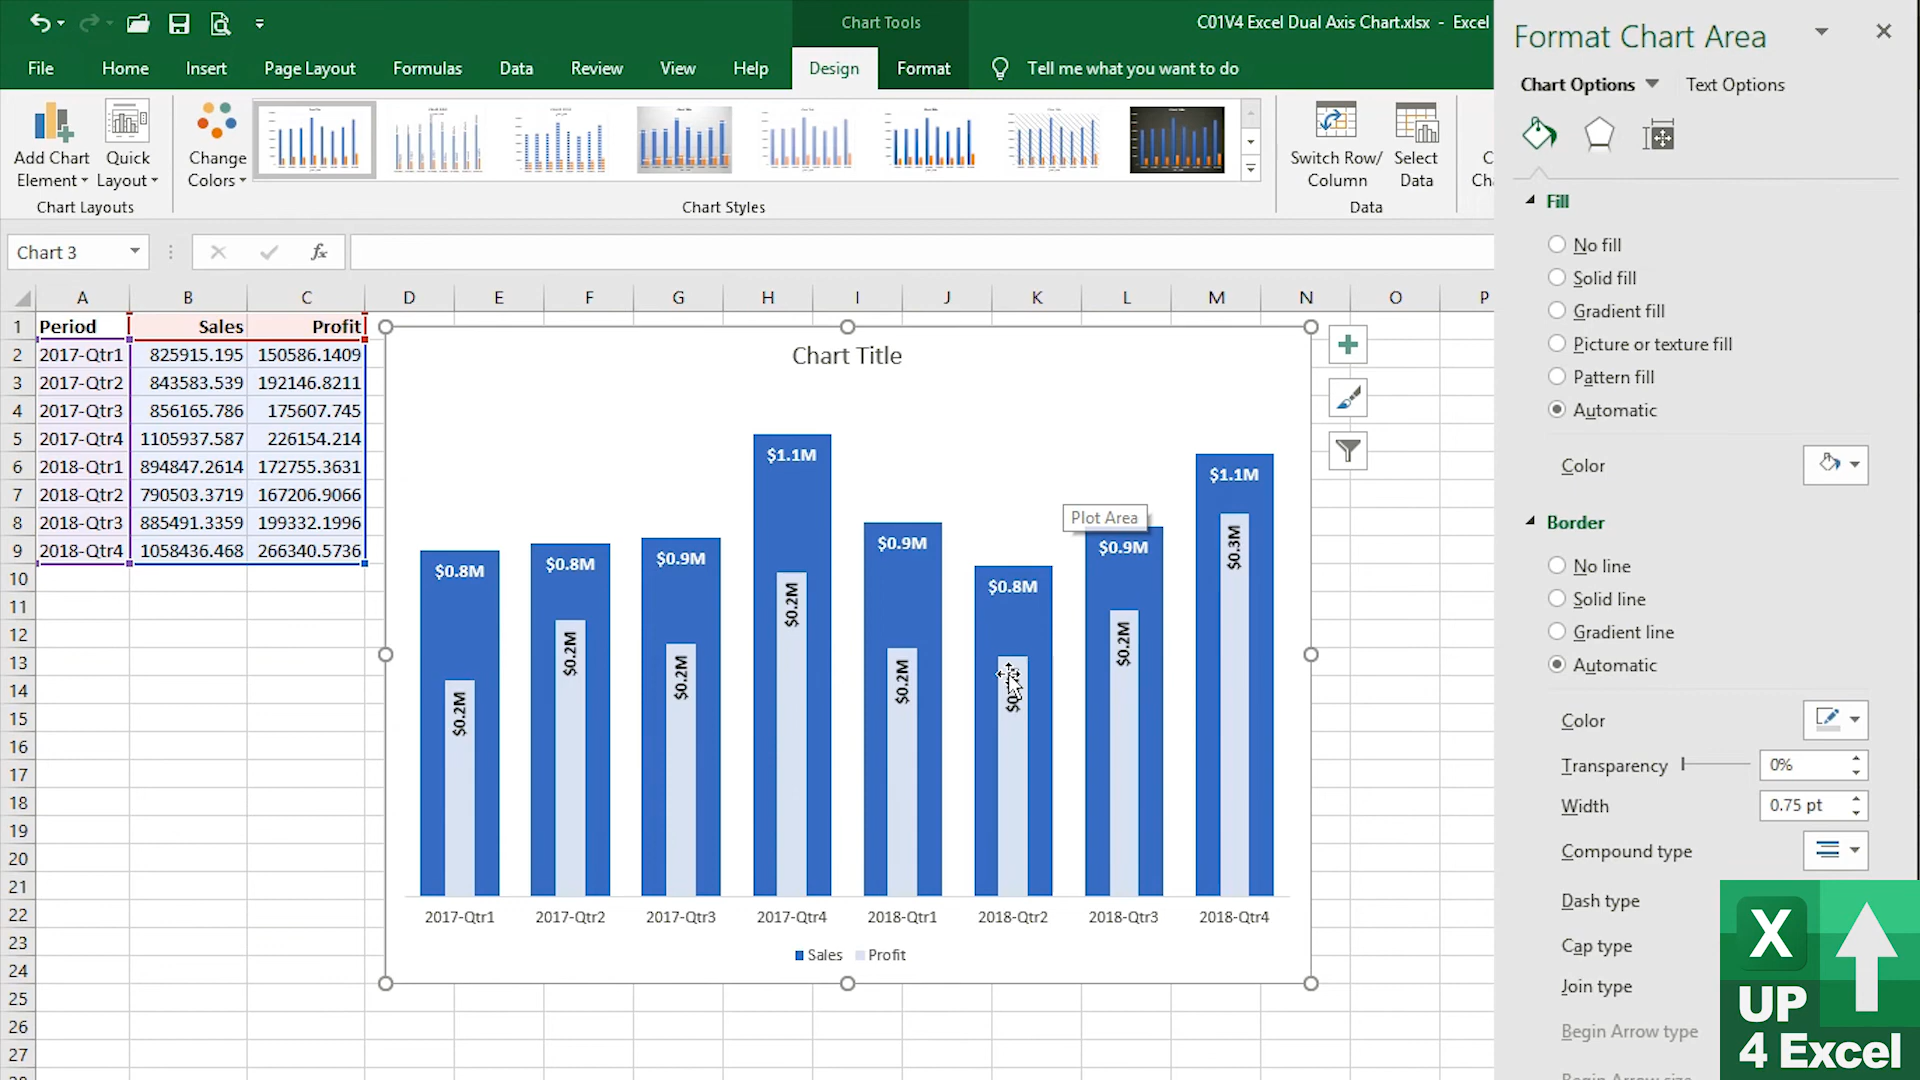 Chart Tools
C01V4 Excel Dual Axis Chart.xlsx - Excel
File Home Insert Page Layout Formulas Data Review View Help Design Format Tell me what you want to do
Add Chart Element
Quick Layout
Chart Layouts
Change Colors
Chart Styles
Switch Row/ Column
Select Data
Data
Chart 3
fx
A B C D E F G H I J K L M N O P
1 Period Sales Profit
2 2017-Qtr1 825915.195 150586.1409
3 2017-Qtr2 843583.539 192146.8211
4 2017-Qtr3 856165.786 175607.745
5 2017-Qtr4 1105937.587 226154.214
6 2018-Qtr1 894847.2614 172755.3631
7 2018-Qtr2 790503.3719 167206.9066
8 2018-Qtr3 885491.3359 199332.1996
9 2018-Qtr4 1058436.468 266340.5736
10
11
12
13
14
15
16
17
18
19
20
21
22
23
24
25
26
27
Chart Title
$0.8M $0.8M $0.9M $1.1M $0.9M $0.8M $0.9M $1.1M
Plot Area
$0.2M $0.2M $0.2M $0.2M $0.2M $0.2M $0.3M
2017-Qtr1 2017-Qtr2 2017-Qtr3 2017-Qtr4 2018-Qtr1 2018-Qtr2 2018-Qtr3 2018-Qtr4
Sales Profit
Format Chart Area
Chart Options Text Options
Fill
No fill
Solid fill
Gradient fill
Picture or texture fill
Pattern fill
Automatic
Color
Border
No line
Solid line
Gradient line
Automatic
Color
Transparency 0%
Width 0.75 pt
Compound type
Dash type
Cap type
Join type
Begin Arrow type
X
UP
4 Excel